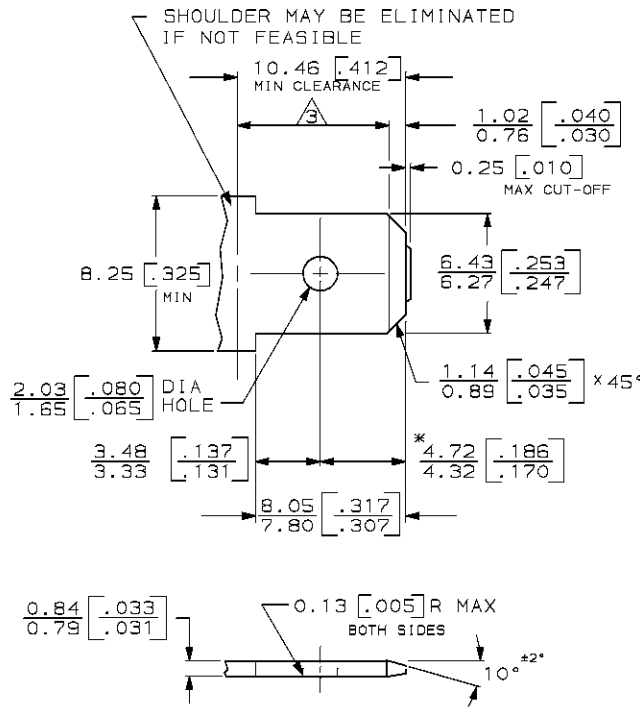 SHOULDER MAY BE ELIMINATED
IF NOT FEASIBLE
10.46 [.412]
MIN CLEARANCE
3
1.02 [.040
0.76 .030]
0.25 [.010]
MAX CUT-OFF
8.25 [.325]
MIN
6.43 [.253
6.27 .247]
2.03 [.080
1.65 .065]
DIA
HOLE
1.14 [.045
0.89 .035] × 45°
3.48 [.137
3.33 .131]
*4.72 [.186
4.32 .170]
8.05 [.317
7.80 .307]
0.84 [.033
0.79 .031]
0.13 [.005] R MAX
BOTH SIDES
10° ±2°